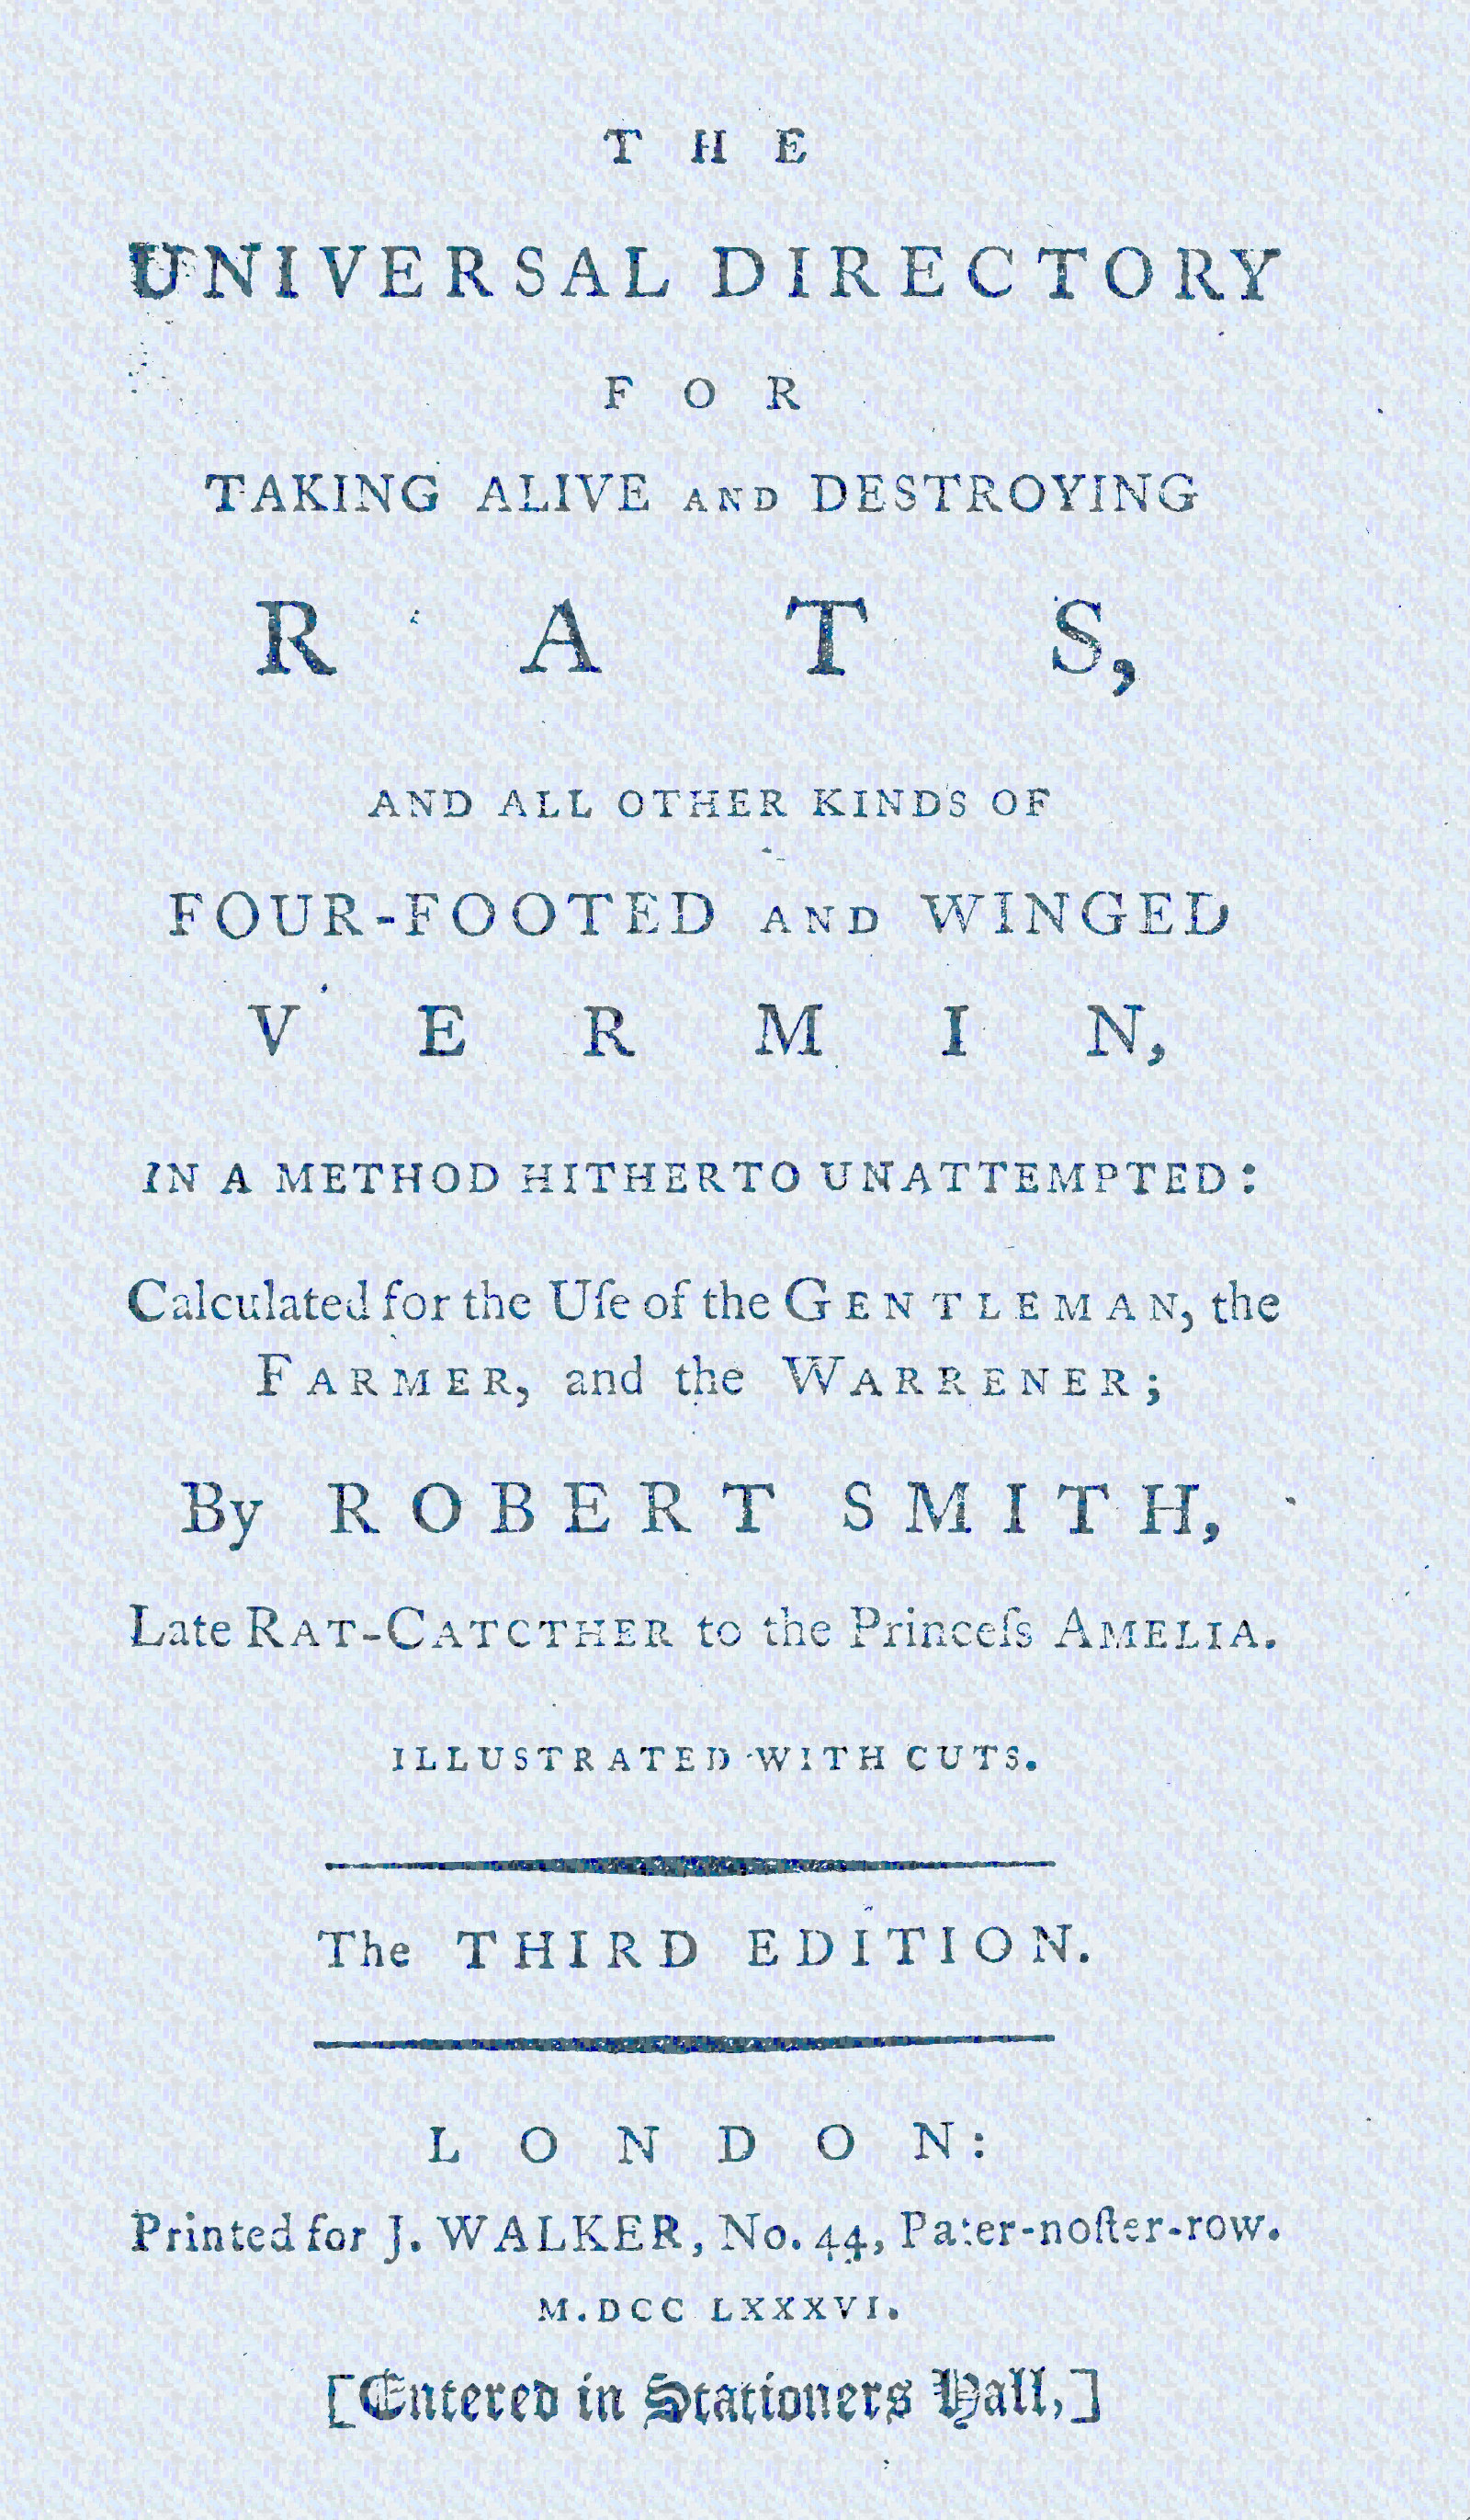 THE
UNIVERSAL DIRECTORY
FOR
TAKING ALIVE AND DESTROYING
RATS,
AND ALL OTHER KINDS OF
FOUR-FOOTED AND WINGED
VERMIN,
IN A METHOD HITHERTO UNATTEMPTED:
Calculated for the Uſe of the GENTLEMAN, the
FARMER, and the WARRENER;
By ROBERT SMITH,
Late RAT-CATCTHER to the Princeſs AMELIA.
ILLUSTRATED WITH CUTS.
The THIRD EDITION.
LONDON:
Printed for J. WALKER, No. 44, Pater-noſter-row.
M.DCC LXXXVI.
[Entered in Stationers Hall,]